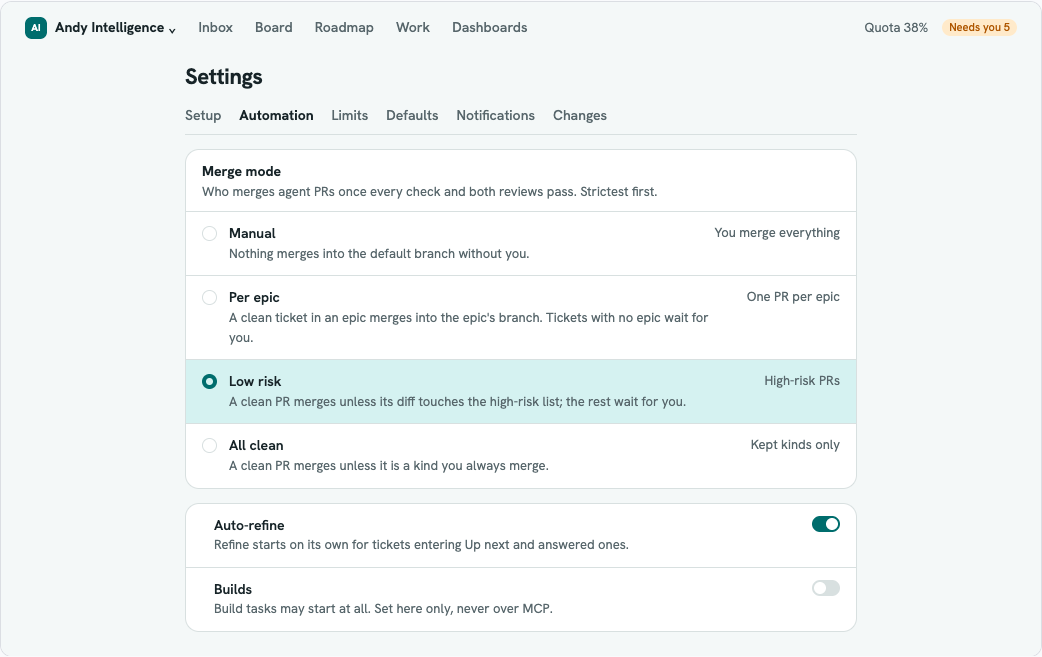 AI Andy Intelligence Inbox Board Roadmap Work Dashboards Quota 38% Needs you 5
Settings
Setup Automation Limits Defaults Notifications Changes
Merge mode
Who merges agent PRs once every check and both reviews pass. Strictest first.
Manual You merge everything
Nothing merges into the default branch without you.
Per epic One PR per epic
A clean ticket in an epic merges into the epic's branch. Tickets with no epic wait for
you.
Low risk High-risk PRs
A clean PR merges unless its diff touches the high-risk list; the rest wait for you.
All clean Kept kinds only
A clean PR merges unless it is a kind you always merge.
Auto-refine
Refine starts on its own for tickets entering Up next and answered ones.
Builds
Build tasks may start at all. Set here only, never over MCP.